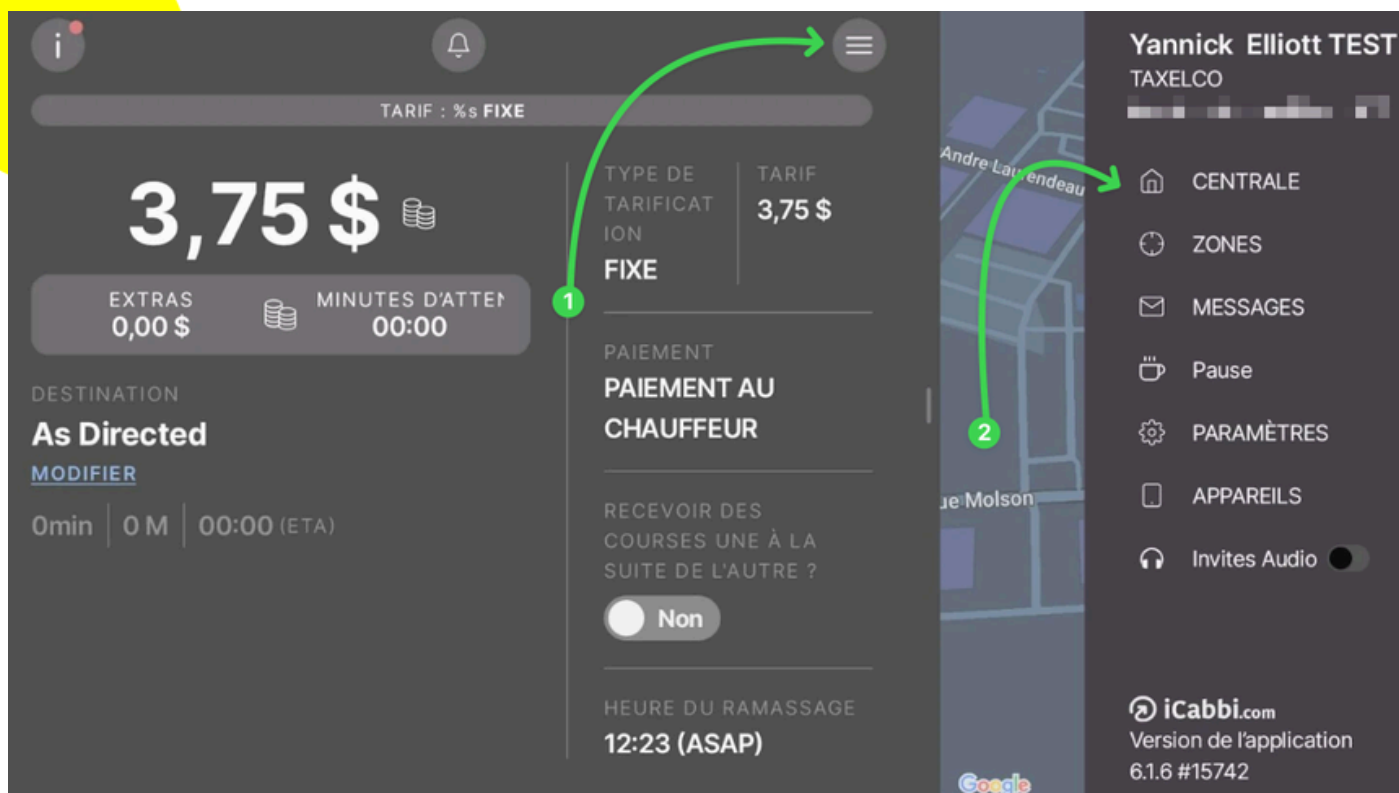 i
TARIF : %s FIXE
3,75 $
EXTRAS
0,00 $
MINUTES D'ATTEN
00:00
DESTINATION
As Directed
MODIFIER
0min | 0 M | 00:00 (ETA)
1
TYPE DE
TARIFICAT
ION
FIXE
TARIF
3,75 $
PAIEMENT
PAIEMENT AU
CHAUFFEUR
RECEVOIR DES
COURSES UNE À LA
SUITE DE L'AUTRE ?
Non
HEURE DU RAMASSAGE
12:23 (ASAP)
Andre Laurendeau
2
ue Molson
Google
Yannick Elliott TEST
TAXELCO
CENTRALE
ZONES
MESSAGES
Pause
PARAMÈTRES
APPAREILS
Invites Audio
iCabbi.com
Version de l'application
6.1.6 #15742